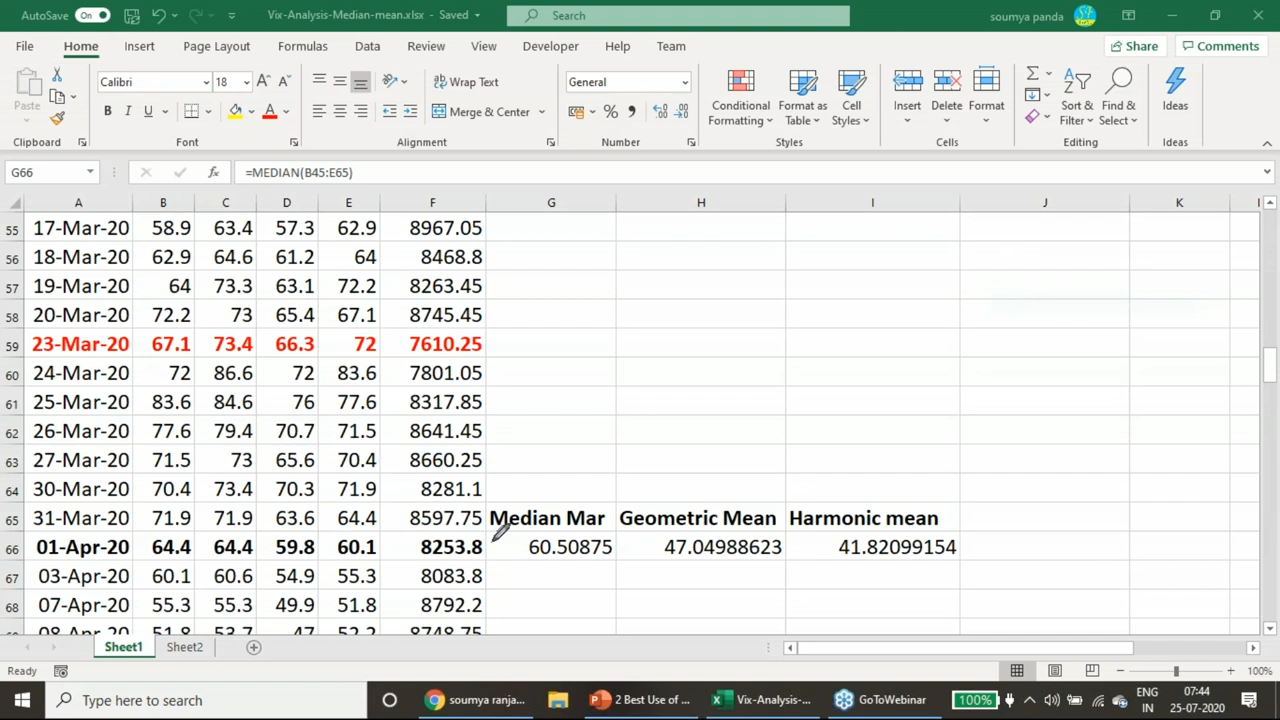 AutoSave On Vix-Analysis-Median-mean.xlsx - Saved Search soumya panda
File Home Insert Page Layout Formulas Data Review View Developer Help Team Share Comments
Paste Calibri 18 B I U Wrap Text Merge & Center General Conditional Formatting Format as Table Cell Styles Insert Delete Format Sort & Filter Find & Select Ideas
Clipboard Font Alignment Number Styles Cells Editing Ideas
G66 fx =MEDIAN(B45:E65)
A B C D E F G H I J K
55 17-Mar-20 58.9 63.4 57.3 62.9 8967.05
56 18-Mar-20 62.9 64.6 61.2 64 8468.8
57 19-Mar-20 64 73.3 63.1 72.2 8263.45
58 20-Mar-20 72.2 73 65.4 67.1 8745.45
59 23-Mar-20 67.1 73.4 66.3 72 7610.25
60 24-Mar-20 72 86.6 72 83.6 7801.05
61 25-Mar-20 83.6 84.6 76 77.6 8317.85
62 26-Mar-20 77.6 79.4 70.7 71.5 8641.45
63 27-Mar-20 71.5 73 65.6 70.4 8660.25
64 30-Mar-20 70.4 73.4 70.3 71.9 8281.1
65 31-Mar-20 71.9 71.9 63.6 64.4 8597.75 Median Mar Geometric Mean Harmonic mean
66 01-Apr-20 64.4 64.4 59.8 60.1 8253.8 60.50875 47.04988623 41.82099154
67 03-Apr-20 60.1 60.6 54.9 55.3 8083.8
68 07-Apr-20 55.3 55.3 49.9 51.8 8792.2
08-Apr-20 51.8 53.7 47 52.2 8748.75
Sheet1 Sheet2
Ready 100%
Type here to search soumya ranja... 2 Best Use of ... Vix-Analysis-... GoToWebinar 100% ENG IN 07:44 25-07-2020